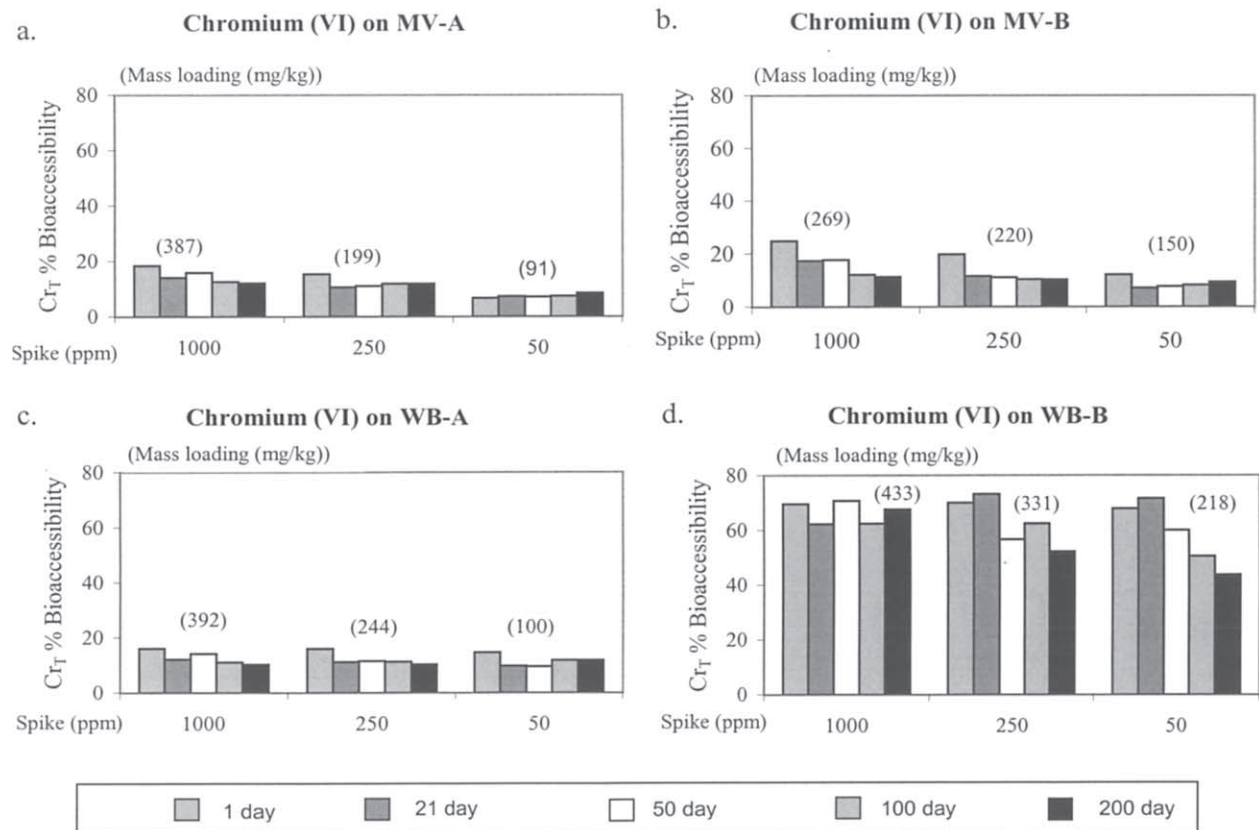 a.
Chromium (VI) on MV-A
(Mass loading (mg/kg))
Cr_T % Bioaccessibility
80
60
40
20
0
(387)
(199)
(91)
Spike (ppm)
1000
250
50
b.
Chromium (VI) on MV-B
(Mass loading (mg/kg))
Cr_T % Bioaccessibility
80
60
40
20
0
(269)
(220)
(150)
Spike (ppm)
1000
250
50
c.
Chromium (VI) on WB-A
(Mass loading (mg/kg))
Cr_T % Bioaccessibility
80
60
40
20
0
(392)
(244)
(100)
Spike (ppm)
1000
250
50
d.
Chromium (VI) on WB-B
(Mass loading (mg/kg))
Cr_T % Bioaccessibility
80
60
40
20
0
(433)
(331)
(218)
Spike (ppm)
1000
250
50
1 day
21 day
50 day
100 day
200 day